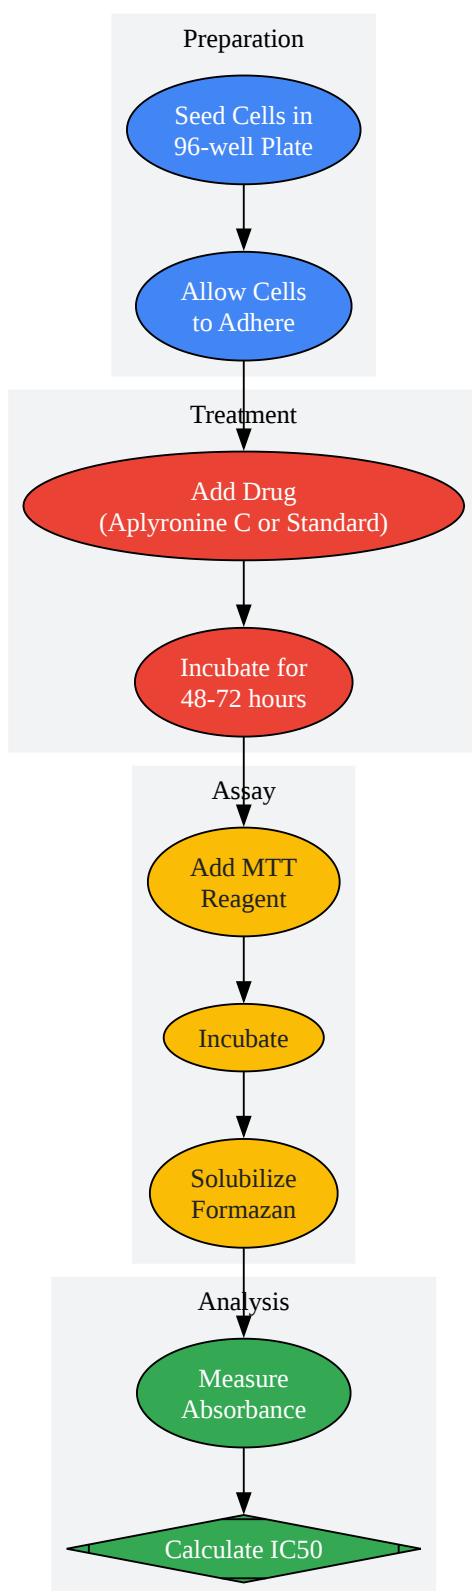 Preparation
Seed Cells in
96-well Plate
Allow Cells
to Adhere
Treatment
Add Drug
(Aplyronine C or Standard)
Incubate for
48-72 hours
Assay
Add MTT
Reagent
Incubate
Solubilize
Formazan
Analysis
Measure
Absorbance
Calculate IC50